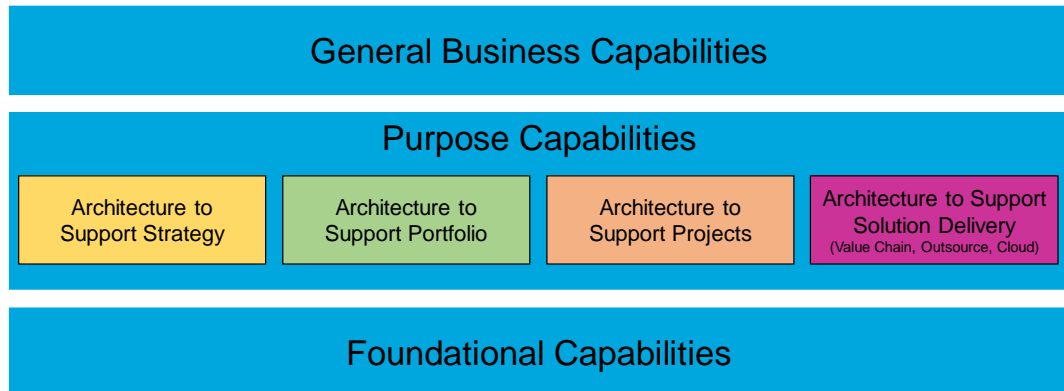 General Business Capabilities
Purpose Capabilities
Architecture to
Support Strategy
Architecture to
Support Portfolio
Architecture to
Support Projects
Architecture to Support
Solution Delivery
(Value Chain, Outsource, Cloud)
Foundational Capabilities